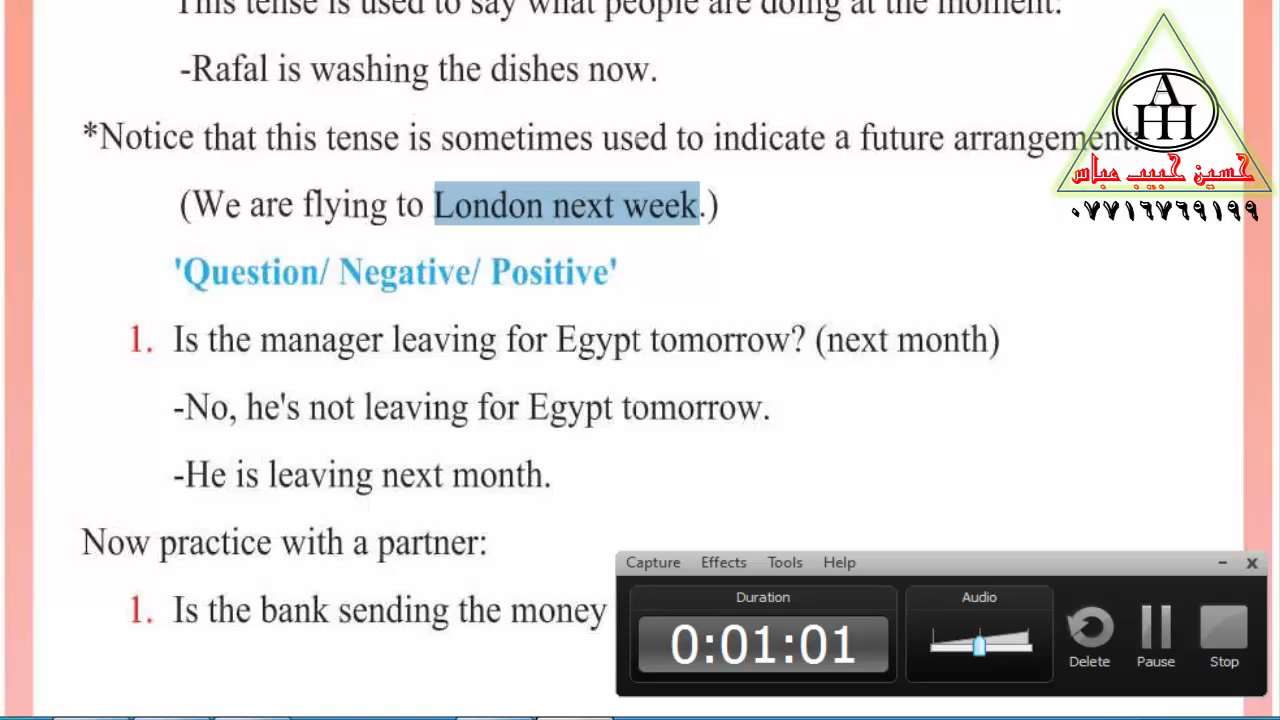 This tense is used to say what people are doing at the moment:
-Rafal is washing the dishes now.
*Notice that this tense is sometimes used to indicate a future arrangement:
(We are flying to London next week.)
'Question/ Negative/ Positive'
1. Is the manager leaving for Egypt tomorrow? (next month)
-No, he's not leaving for Egypt tomorrow.
-He is leaving next month.
Now practice with a partner:
1. Is the bank sending the money
AHH
حسين حبيب عباس
٠٧٧١٦٧٦٩١٩٩
Capture Effects Tools Help
Duration
Audio
0:01:01
Delete Pause Stop